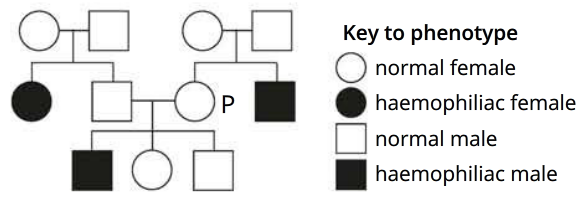 Key to phenotype
normal female
haemophiliac female
P
normal male
haemophiliac male